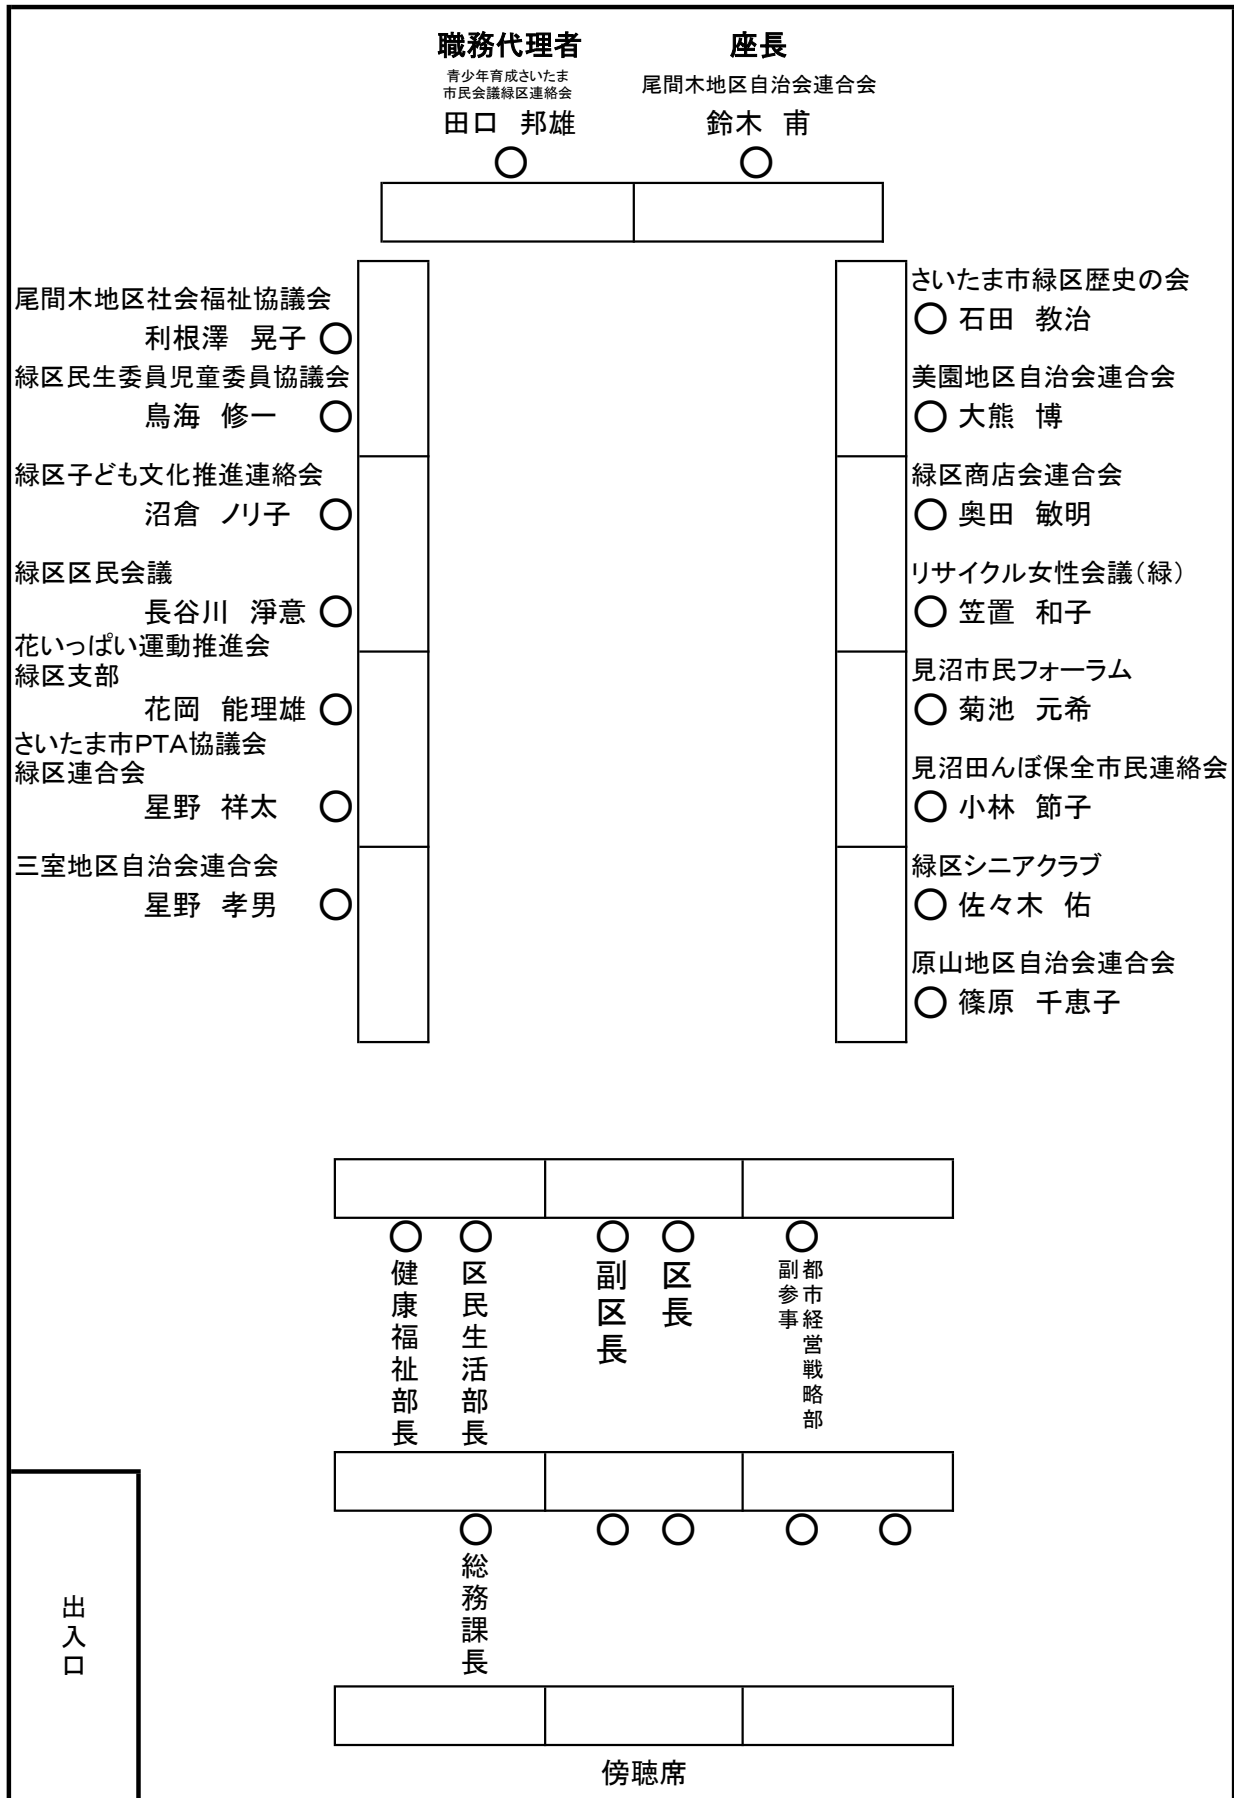 職務代理者
青少年育成さいたま
市民会議緑区連絡会
田口 邦雄
座長
尾間木地区自治会連合会
鈴木 甫
尾間木地区社会福祉協議会
利根澤 晃子
緑区民生委員児童委員協議会
鳥海 修一
緑区子ども文化推進連絡会
沼倉 ノリ子
緑区区民会議
長谷川 淨意
花いっぱい運動推進会
緑区支部
花岡 能理雄
さいたま市PTA協議会
緑区連合会
星野 祥太
三室地区自治会連合会
星野 孝男
さいたま市緑区歴史の会
石田 教治
美園地区自治会連合会
大熊 博
緑区商店会連合会
奥田 敏明
リサイクル女性会議(緑)
笠置 和子
見沼市民フォーラム
菊池 元希
見沼田んぼ保全市民連絡会
小林 節子
緑区シニアクラブ
佐々木 佑
原山地区自治会連合会
篠原 千恵子
健康福祉部長
区民生活部長
副区長
区長
都市経営戦略部
副参事
総務課長
出入口
傍聴席